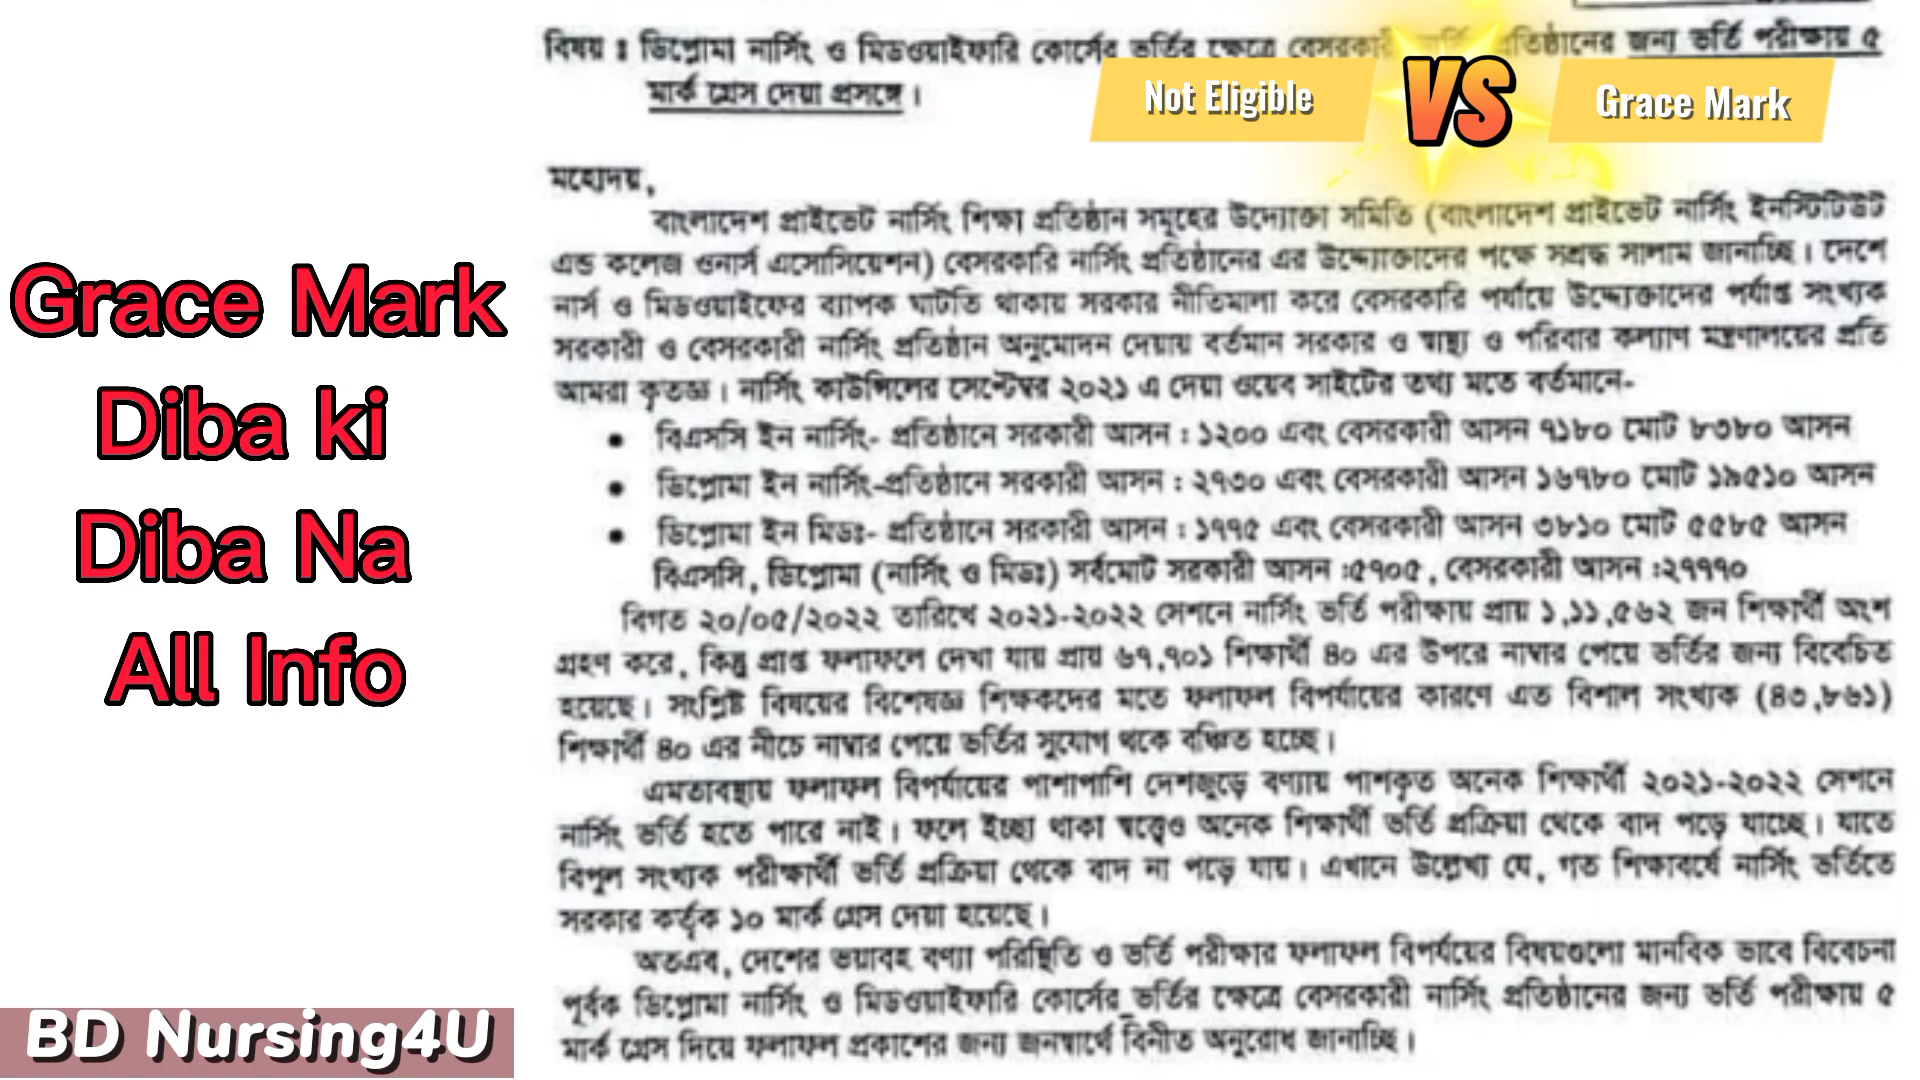 বিষয় ঃ ডিপ্লোমা নার্সিং ও মিডওয়াইফারি কোর্সের ভর্তির ক্ষেত্রে বেসরকারী নার্সিং প্রতিষ্ঠানের জন্য ভর্তি পরীক্ষায় ৫
মার্ক গ্রেস দেয়া প্রসঙ্গে ।
Not Eligible
VS
Grace Mark
মহোদয়,
বাংলাদেশ প্রাইভেট নার্সিং শিক্ষা প্রতিষ্ঠান সমূহের উদ্যোক্তা সমিতি (বাংলাদেশ প্রাইভেট নার্সিং ইনস্টিটিউট
এন্ড কলেজ ওনার্স এসোসিয়েশন) বেসরকারি নার্সিং প্রতিষ্ঠানের এর উদ্দ্যোক্তাদের পক্ষে সশ্রদ্ধ সালাম জানাচ্ছি। দেশে
নার্স ও মিডওয়াইফের ব্যাপক ঘাটতি থাকায় সরকার নীতিমালা করে বেসরকারি পর্যায়ে উদ্দ্যোক্তাদের পর্যাপ্ত সংখ্যক
সরকারী ও বেসরকারী নার্সিং প্রতিষ্ঠান অনুমোদন দেয়ায় বর্তমান সরকার ও স্বাস্থ্য ও পরিবার কল্যাণ মন্ত্রণালয়ের প্রতি
আমরা কৃতজ্ঞ। নার্সিং কাউন্সিলের সেপ্টেম্বর ২০২১ এ দেয়া ওয়েব সাইটের তথ্য মতে বর্তমানে-
• বিএসসি ইন নার্সিং- প্রতিষ্ঠানে সরকারী আসন : ১২০০ এবং বেসরকারী আসন ৭১৮০ মোট ৮৩৮০ আসন
• ডিপ্লোমা ইন নার্সিং-প্রতিষ্ঠানে সরকারী আসন : ২৭৩০ এবং বেসরকারী আসন ১৬৭৮০ মোট ১৯৫১০ আসন
• ডিপ্লোমা ইন মিডঃ- প্রতিষ্ঠানে সরকারী আসন : ১৭৭৫ এবং বেসরকারী আসন ৩৮১০ মোট ৫৫৮৫ আসন
বিএসসি, ডিপ্লোমা (নার্সিং ও মিডঃ) সর্বমোট সরকারী আসন :৫৭০৫, বেসরকারী আসন :২৭৭৭০
বিগত ২০/০৫/২০২২ তারিখে ২০২১-২০২২ সেশনে নার্সিং ভর্তি পরীক্ষায় প্রায় ১,১১,৫৬২ জন শিক্ষার্থী অংশ
গ্রহণ করে, কিন্তু প্রাপ্ত ফলাফলে দেখা যায় প্রায় ৬৭,৭০১ শিক্ষার্থী ৪০ এর উপরে নাম্বার পেয়ে ভর্তির জন্য বিবেচিত
হয়েছে। সংশ্লিষ্ট বিষয়ের বিশেষজ্ঞ শিক্ষকদের মতে ফলাফল বিপর্যায়ের কারণে এত বিশাল সংখ্যক (৪৩,৮৬১)
শিক্ষার্থী ৪০ এর নীচে নাম্বার পেয়ে ভর্তির সুযোগ থকে বঞ্চিত হচ্ছে।
এমতাবস্থায় ফলাফল বিপর্যায়ের পাশাপাশি দেশজুড়ে বণ্যায় পাশকৃত অনেক শিক্ষার্থী ২০২১-২০২২ সেশনে
নার্সিং ভর্তি হতে পারে নাই। ফলে ইচ্ছা থাকা স্বত্ত্বেও অনেক শিক্ষার্থী ভর্তি প্রক্রিয়া থেকে বাদ পড়ে যাচ্ছে। যাতে
বিপুল সংখ্যক পরীক্ষার্থী ভর্তি প্রক্রিয়া থেকে বাদ না পড়ে যায়। এখানে উল্লেখ্য যে, গত শিক্ষাবর্ষে নার্সিং ভর্তিতে
সরকার কর্তৃক ১০ মার্ক গ্রেস দেয়া হয়েছে।
অতএব, দেশের ভয়াবহ বণ্যা পরিস্থিতি ও ভর্তি পরীক্ষার ফলাফল বিপর্যয়ের বিষয়গুলো মানবিক ভাবে বিবেচনা
পূর্বক ডিপ্লোমা নার্সিং ও মিডওয়াইফারি কোর্সের ভর্তির ক্ষেত্রে বেসরকারী নার্সিং প্রতিষ্ঠানের জন্য ভর্তি পরীক্ষায় ৫
মার্ক গ্রেস দিয়ে ফলাফল প্রকাশের জন্য জনস্বার্থে বিনীত অনুরোধ জানাচ্ছি।
Grace Mark
Diba ki
Diba Na
All Info
BD Nursing4U